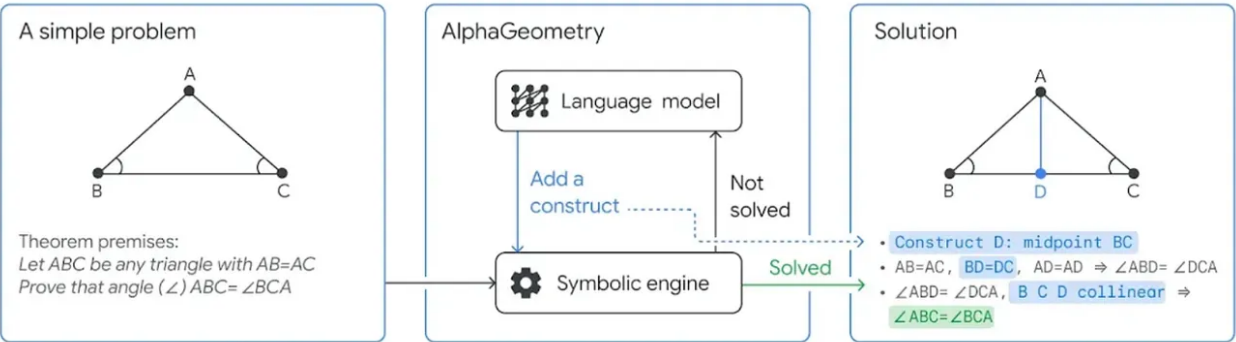 A simple problem
A
B
C
Theorem premises:
Let ABC be any triangle with AB=AC
Prove that angle (∠) ABC= ∠BCA
AlphaGeometry
Language model
Add a
construct
Not
solved
Symbolic engine
Solved
Solution
A
B
D
C
• Construct D: midpoint BC
• AB=AC, BD=DC, AD=AD ⇒ ∠ABD= ∠DCA
• ∠ABD= ∠DCA, B C D collinear ⇒
∠ABC=∠BCA